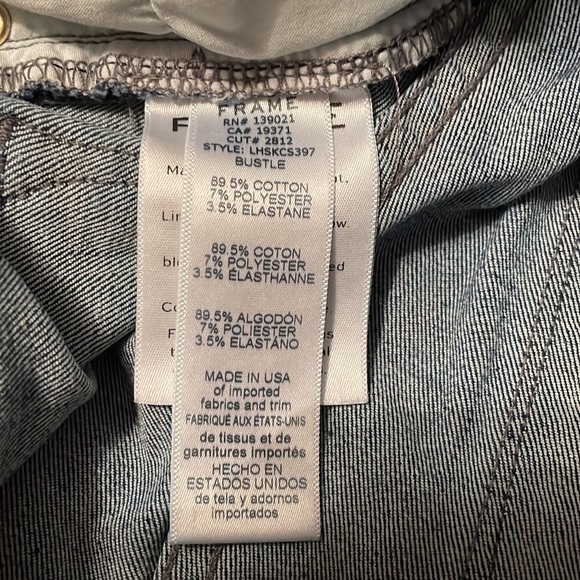 FRAME
RN# 139021
CA# 19371
CUT# 2812
STYLE: LHSKCS397
BUSTLE
89.5% COTTON
7% POLYESTER
3.5% ELASTANE
89.5% COTON
7% POLYESTER
3.5% ÉLASTHANNE
89.5% ALGODÓN
7% POLIESTER
3.5% ELASTÁNO
MADE IN USA
of imported
fabrics and trim
FABRIQUÉ AUX ÉTATS-UNIS
de tissus et de
garnitures importés
HECHO EN
ESTADOS UNIDOS
de tela y adornos
importados